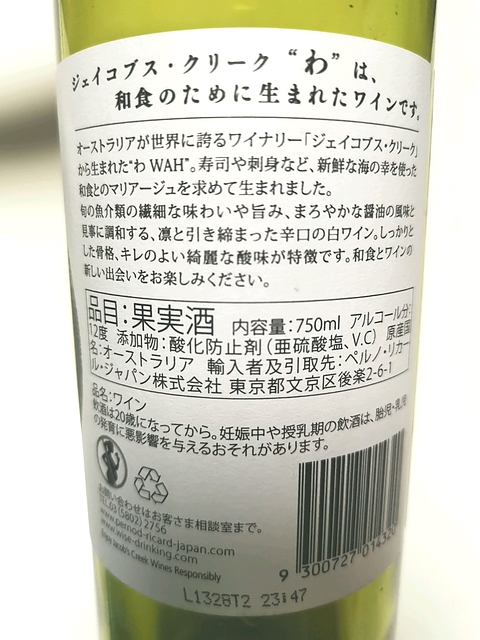 ジェイコブス・クリーク “わ” は、
和食のために生まれたワインです。
オーストラリアが世界に誇るワイナリー「ジェイコブス・クリーク」
から生まれた“わ WAH”。寿司や刺身など、新鮮な海の幸を使った
和食とのマリアージュを求めて生まれました。
旬の魚介類の繊細な味わいや旨み、まろやかな醤油の風味と
見事に調和する、凛と引き締まった辛口の白ワイン。しっかりと
した骨格、キレのよい綺麗な酸味が特徴です。和食とワインの
新しい出会いをお楽しみください。
品目:果実酒 内容量:750ml アルコール分:
12度 添加物:酸化防止剤(亜硫酸塩、V.C) 原産国
名:オーストラリア 輸入者及引取先:ペルノ・リカー
ル・ジャパン株式会社 東京都文京区後楽2-6-1
品名:ワイン
飲酒は20歳になってから。妊娠中や授乳期の飲酒は、胎児・乳児
の発育に悪影響を与えるおそれがあります。
お問い合わせはお客さま相談室まで。
TEL.03 (5802) 2756
www.pernod-ricard-japan.com
www.wise-drinking.com
Enjoy Jacob's Creek Wines Responsibly
9 300727 014320
L1328T2 23:47